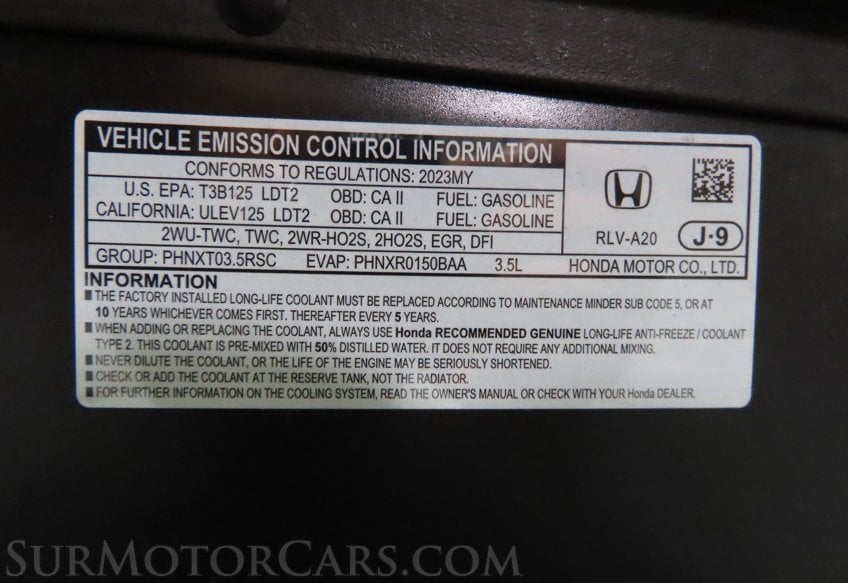 VEHICLE EMISSION CONTROL INFORMATION
CONFORMS TO REGULATIONS: 2023MY
U.S. EPA: T3B125 LDT2 OBD: CA II FUEL: GASOLINE
CALIFORNIA: ULEV125 LDT2 OBD: CA II FUEL: GASOLINE
2WU-TWC, TWC, 2WR-HO2S, 2HO2S, EGR, DFI
RLV-A20 J·9
GROUP: PHNXT03.5RSC EVAP: PHNXR0150BAA 3.5L HONDA MOTOR CO., LTD.
INFORMATION
■ THE FACTORY INSTALLED LONG-LIFE COOLANT MUST BE REPLACED ACCORDING TO MAINTENANCE MINDER SUB CODE 5, OR AT
10 YEARS WHICHEVER COMES FIRST. THEREAFTER EVERY 5 YEARS.
■ WHEN ADDING OR REPLACING THE COOLANT, ALWAYS USE Honda RECOMMENDED GENUINE LONG-LIFE ANTI-FREEZE / COOLANT
TYPE 2. THIS COOLANT IS PRE-MIXED WITH 50% DISTILLED WATER. IT DOES NOT REQUIRE ANY ADDITIONAL MIXING.
■ NEVER DILUTE THE COOLANT, OR THE LIFE OF THE ENGINE MAY BE SERIOUSLY SHORTENED.
■ CHECK OR ADD THE COOLANT AT THE RESERVE TANK, NOT THE RADIATOR.
■ FOR FURTHER INFORMATION ON THE COOLING SYSTEM, READ THE OWNER'S MANUAL OR CHECK WITH YOUR Honda DEALER.
SURMOTORCARS.COM